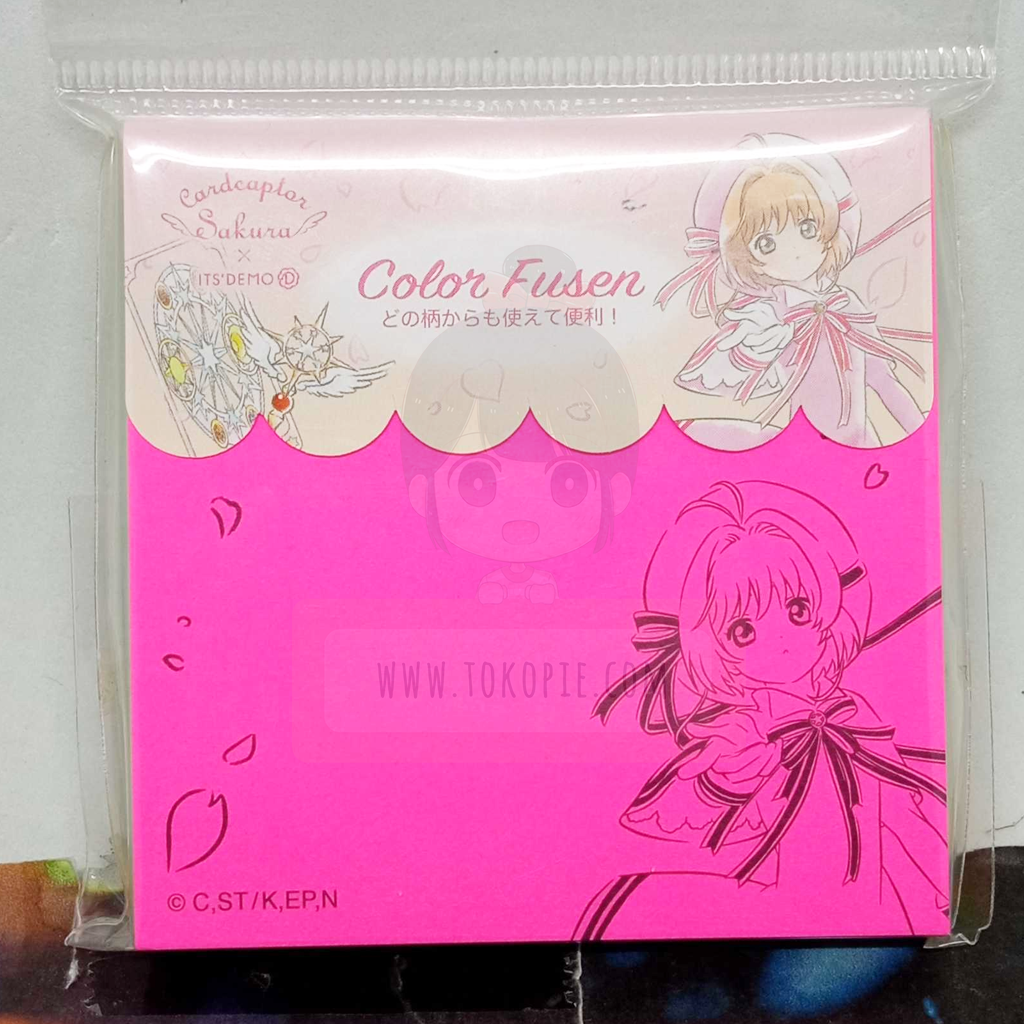 Cardcaptor
Sakura
×
ITS'DEMO
Color Fusen
どの柄からも使えて便利！
WWW.TOKOPIE.COM
© C,ST/K,EP,N